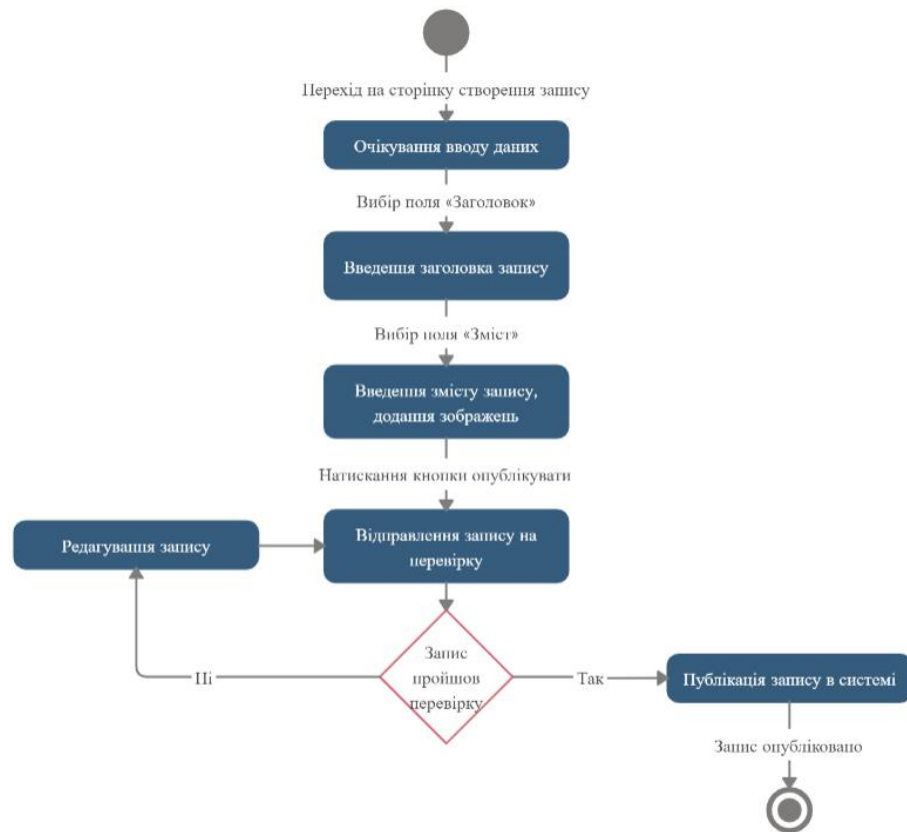 Перехід на сторінку створення запису
Очікування вводу даних
Вибір поля «Заголовок»
Введення заголовка запису
Вибір поля «Зміст»
Введення змісту запису,
додання зображень
Натискання кнопки опублікувати
Редагування запису
Відправлення запису на
перевірку
Запис
пройшов
перевірку
Ні
Так
Публікація запису в системі
Запис опубліковано